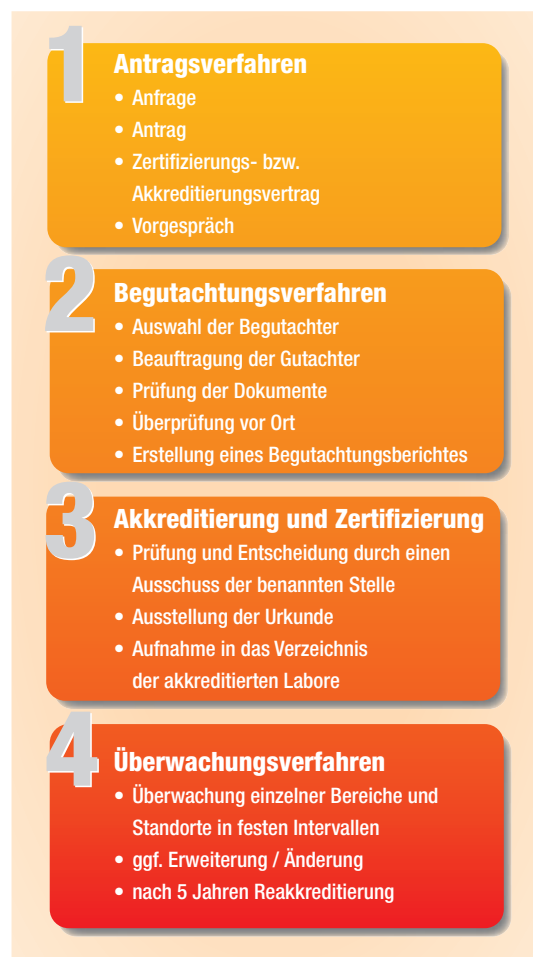 1
Antragsverfahren
• Anfrage
• Antrag
• Zertifizierungs- bzw.
Akkreditierungsvertrag
• Vorgespräch
2
Begutachtungsverfahren
• Auswahl der Begutachter
• Beauftragung der Gutachter
• Prüfung der Dokumente
• Überprüfung vor Ort
• Erstellung eines Begutachtungsberichtes
3
Akkreditierung und Zertifizierung
• Prüfung und Entscheidung durch einen
Ausschuss der benannten Stelle
• Ausstellung der Urkunde
• Aufnahme in das Verzeichnis
der akkreditierten Labore
4
Überwachungsverfahren
• Überwachung einzelner Bereiche und
Standorte in festen Intervallen
• ggf. Erweiterung / Änderung
• nach 5 Jahren Reakkreditierung